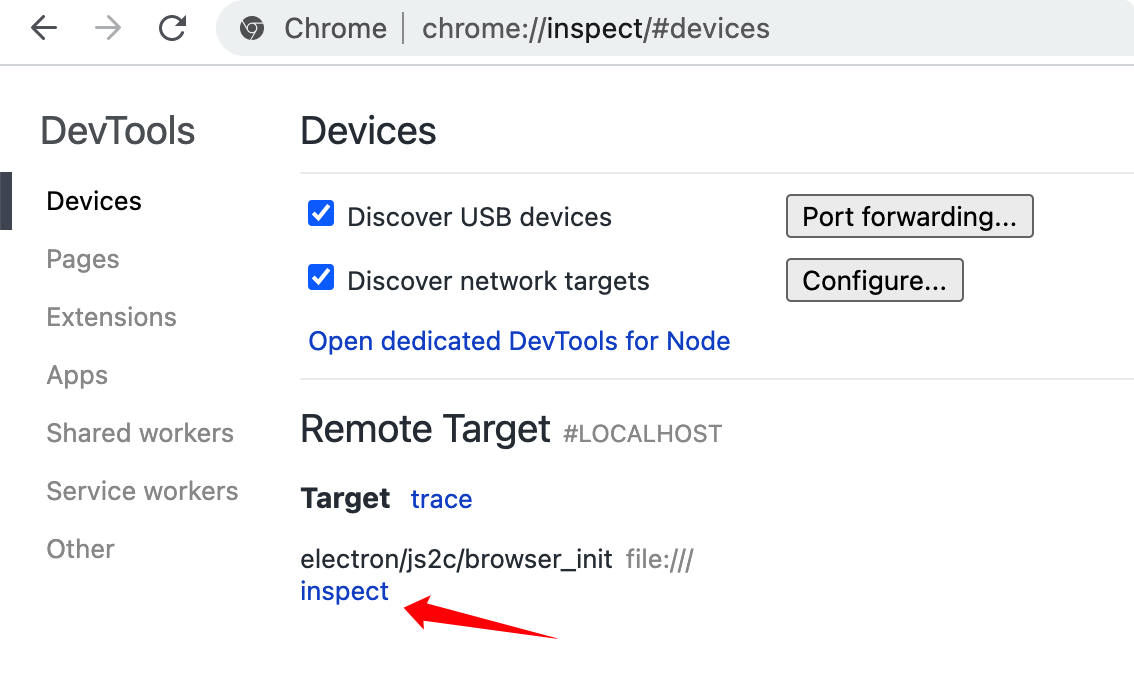 Chrome | chrome://inspect/#devices
DevTools
Devices
Pages
Extensions
Apps
Shared workers
Service workers
Other
Devices
Discover USB devices
Port forwarding...
Discover network targets
Configure...
Open dedicated DevTools for Node
Remote Target #LOCALHOST
Target trace
electron/js2c/browser_init file:///
inspect